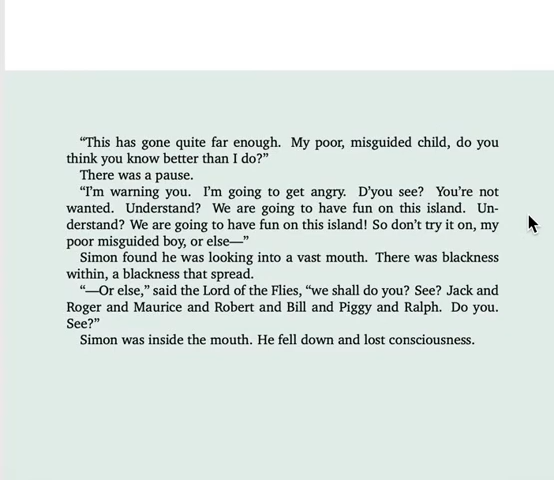 “This has gone quite far enough. My poor, misguided child, do you
think you know better than I do?”
There was a pause.
“I’m warning you. I’m going to get angry. D’you see? You’re not
wanted. Understand? We are going to have fun on this island. Un-
derstand? We are going to have fun on this island! So don’t try it on, my
poor misguided boy, or else—”
Simon found he was looking into a vast mouth. There was blackness
within, a blackness that spread.
“—Or else,” said the Lord of the Flies, “we shall do you? See? Jack and
Roger and Maurice and Robert and Bill and Piggy and Ralph. Do you.
See?”
Simon was inside the mouth. He fell down and lost consciousness.